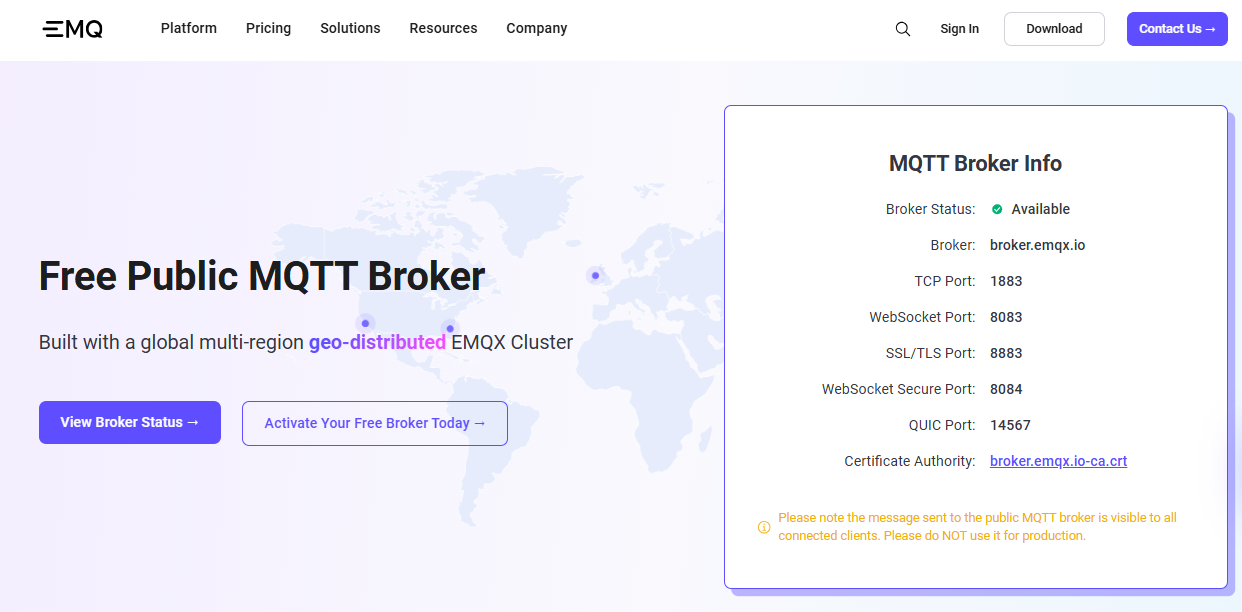 EMQ Platform Pricing Solutions Resources Company Sign In Download Contact Us →
Free Public MQTT Broker
Built with a global multi-region geo-distributed EMQX Cluster
View Broker Status → Activate Your Free Broker Today →
MQTT Broker Info
Broker Status: Available
Broker: broker.emqx.io
TCP Port: 1883
WebSocket Port: 8083
SSL/TLS Port: 8883
WebSocket Secure Port: 8084
QUIC Port: 14567
Certificate Authority: broker.emqx.io-ca.crt
Please note the message sent to the public MQTT broker is visible to all
connected clients. Please do NOT use it for production.